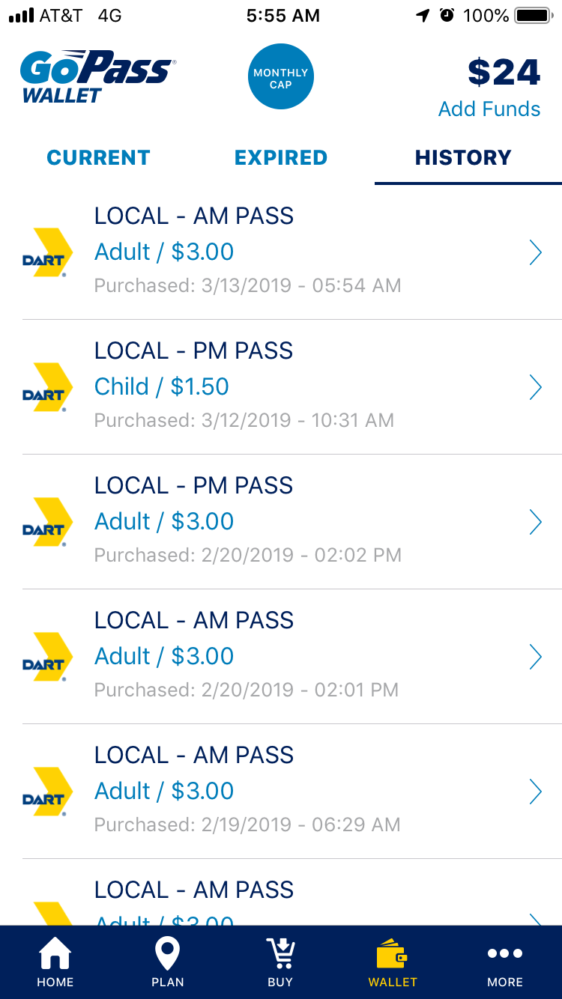 AT&T 4G 5:55 AM 100%
GoPass®
WALLET
MONTHLY
CAP
$24
Add Funds
CURRENT EXPIRED HISTORY
LOCAL - AM PASS
DART
Adult / $3.00
Purchased: 3/13/2019 - 05:54 AM
LOCAL - PM PASS
DART
Child / $1.50
Purchased: 3/12/2019 - 10:31 AM
LOCAL - PM PASS
DART
Adult / $3.00
Purchased: 2/20/2019 - 02:02 PM
LOCAL - AM PASS
DART
Adult / $3.00
Purchased: 2/20/2019 - 02:01 PM
LOCAL - AM PASS
DART
Adult / $3.00
Purchased: 2/19/2019 - 06:29 AM
LOCAL - AM PASS
Adult / $3.00
HOME PLAN BUY WALLET MORE